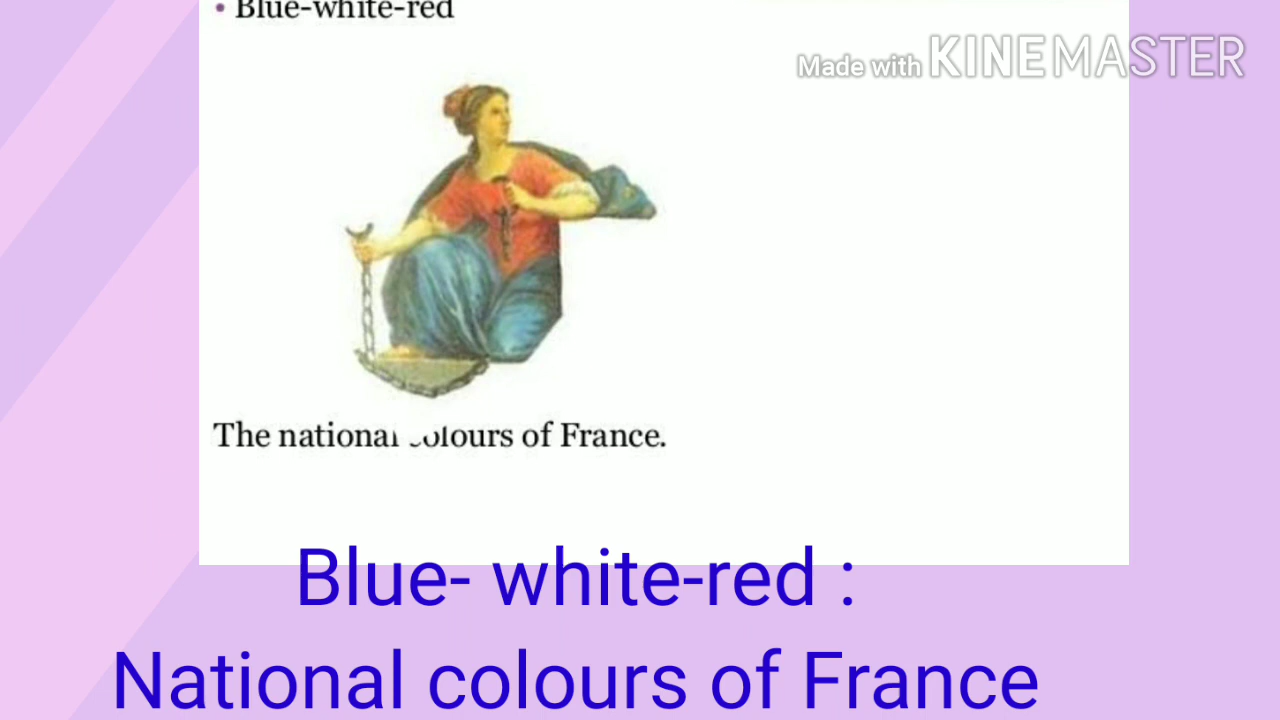 • Blue-white-red
Made with KINEMASTER
The national colours of France.
Blue- white-red :
National colours of France